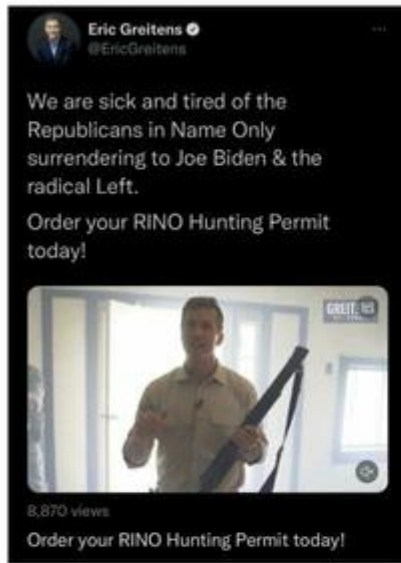 Eric Greitens
@EricGreitens
We are sick and tired of the
Republicans in Name Only
surrendering to Joe Biden & the
radical Left.
Order your RINO Hunting Permit
today!
8,870 views
Order your RINO Hunting Permit today!